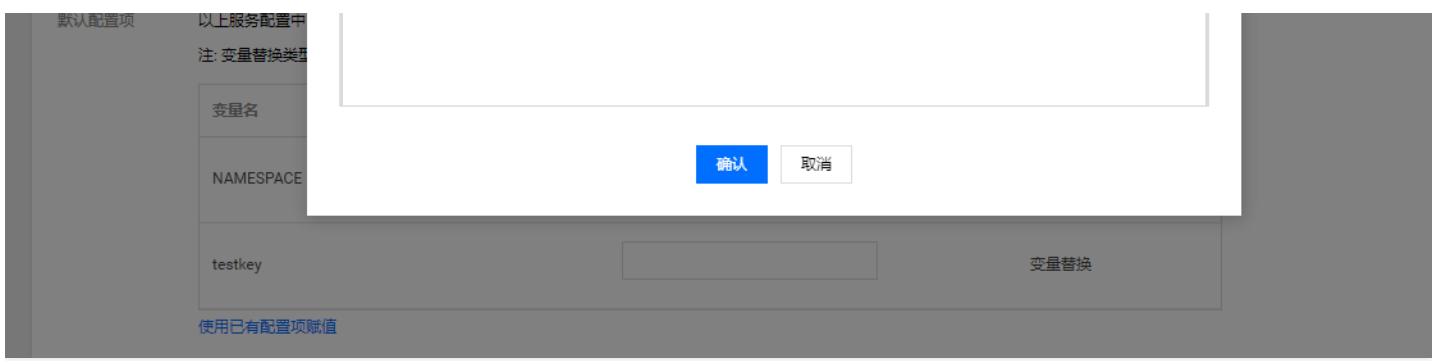 默认配置项 以上服务配置中
注: 变量替换类型
变量名
确认 取消
NAMESPACE
testkey 变量替换
使用已有配置项赋值